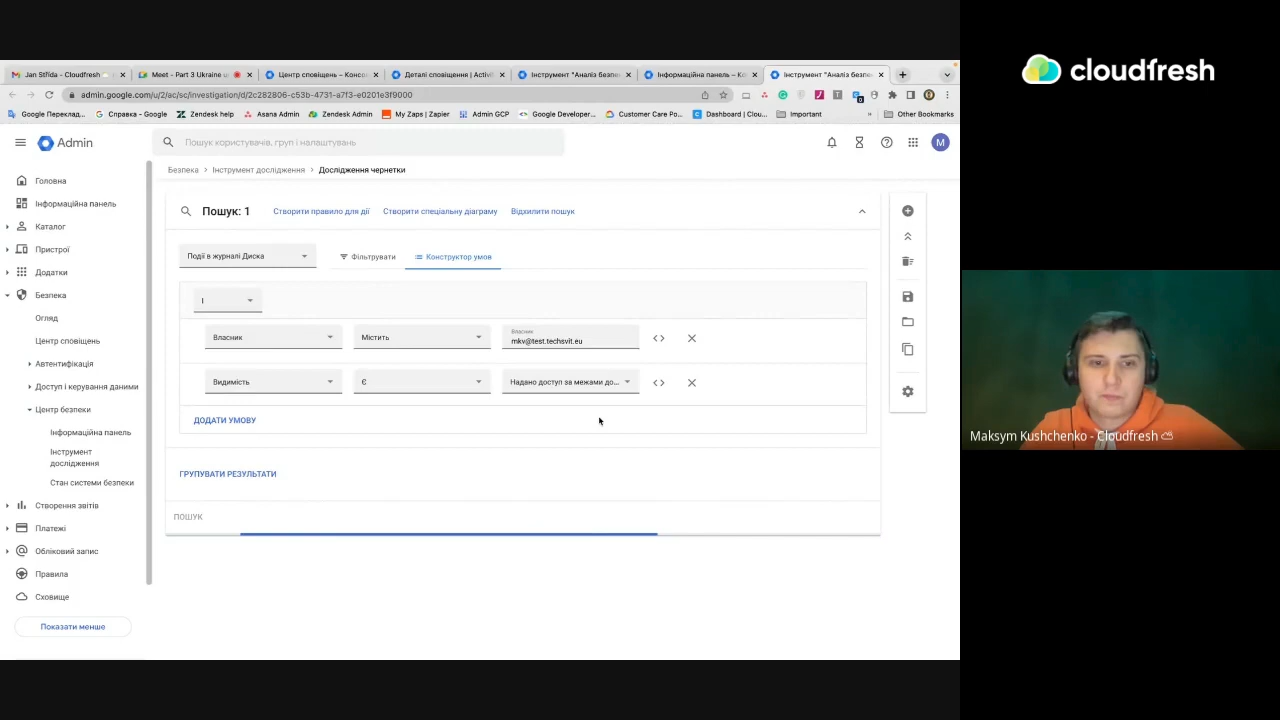 cloudfresh
Jan Střída - Cloudfresh
Meet - Part 3 Ukraine u
Центр сповіщень – Консо
Деталі сповіщення | Activi
Інструмент "Аналіз безпе
Інформаційна панель – К
Інструмент "Аналіз безпе
admin.google.com/u/2/ac/sc/investigation/d/2c282806-c53b-4731-a7f3-e0201e3f9000
Google Переклад...
Справка – Google
Zendesk help
Asana Admin
Zendesk Admin
My Zaps | Zapier
Admin GCP
Google Developer...
Customer Care Po...
Dashboard | Clou...
Important
»
Other Bookmarks
Admin
Пошук користувачів, груп і налаштувань
M
Безпека > Інструмент дослідження > Дослідження чернетки
Головна
Інформаційна панель
Каталог
Пристрої
Додатки
Безпека
Огляд
Центр сповіщень
Автентифікація
Доступ і керування даними
Центр безпеки
Інформаційна панель
Інструмент
дослідження
Стан системи безпеки
Створення звітів
Платежі
Обліковий запис
Правила
Сховище
Показати менше
Пошук: 1
Створити правило для дії
Створити спеціальну діаграму
Відхилити пошук
Події в журналі Диска
Фільтрувати
Конструктор умов
І
Власник
Містить
Власник
mkv@test.techsvit.eu
Видимість
Є
Надано доступ за межами до...
ДОДАТИ УМОВУ
ГРУПУВАТИ РЕЗУЛЬТАТИ
ПОШУК
Maksym Kushchenko - Cloudfresh